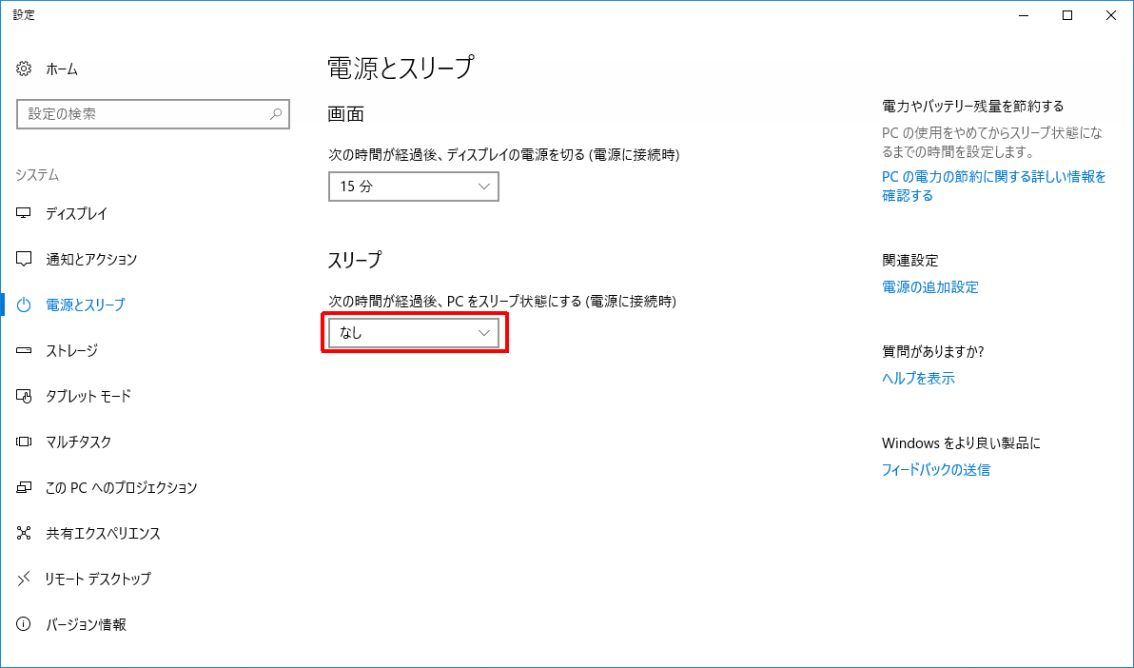 設定
ホーム
設定の検索
システム
ディスプレイ
通知とアクション
電源とスリープ
ストレージ
タブレット モード
マルチタスク
この PC へのプロジェクション
共有エクスペリエンス
リモート デスクトップ
バージョン情報
電源とスリープ
画面
次の時間が経過後、ディスプレイの電源を切る (電源に接続時)
15 分
スリープ
次の時間が経過後、PC をスリープ状態にする (電源に接続時)
なし
電力やバッテリー残量を節約する
PC の使用をやめてからスリープ状態にな
るまでの時間を設定します。
PC の電力の節約に関する詳しい情報を
確認する
関連設定
電源の追加設定
質問がありますか?
ヘルプを表示
Windows をより良い製品に
フィードバックの送信